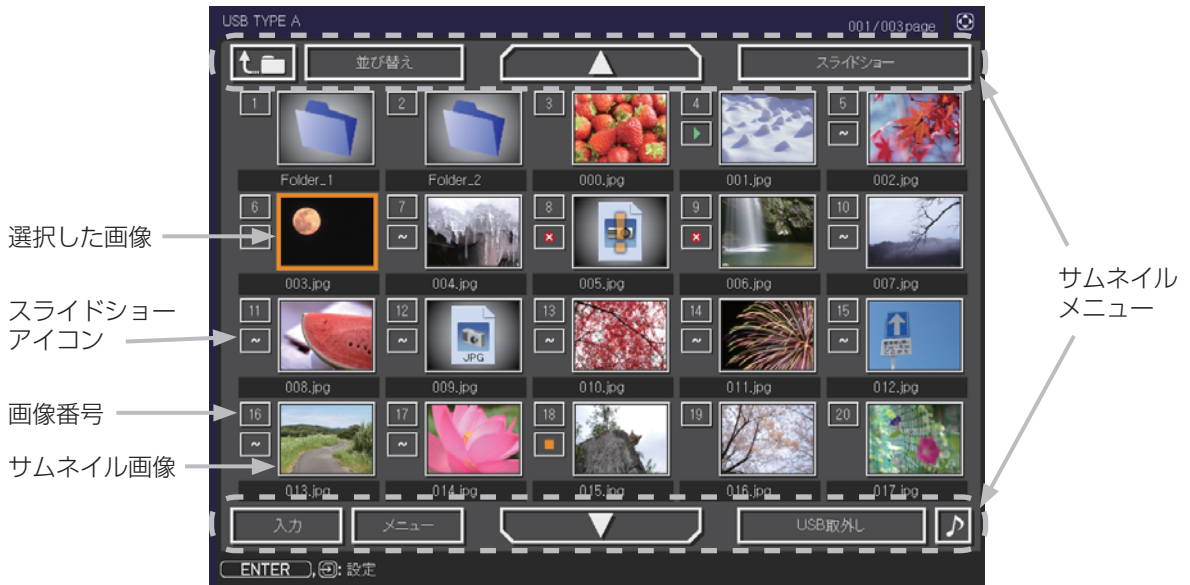 USB TYPE A
001/003page
並び替え
スライドショー
1
2
3
4
5
Folder_1
Folder_2
000.jpg
001.jpg
002.jpg
6
7
~
8
9
10
~
選択した画像
003.jpg
004.jpg
005.jpg
006.jpg
007.jpg
サムネイル
メニュー
スライドショー
アイコン
11
~
12
~
JPG
13
~
14
~
15
~
008.jpg
009.jpg
010.jpg
011.jpg
012.jpg
画像番号
16
~
17
~
18
19
20
サムネイル画像
013.jpg
014.jpg
015.jpg
016.jpg
017.jpg
入力
メニュー
USB取外し
ENTER , : 設定